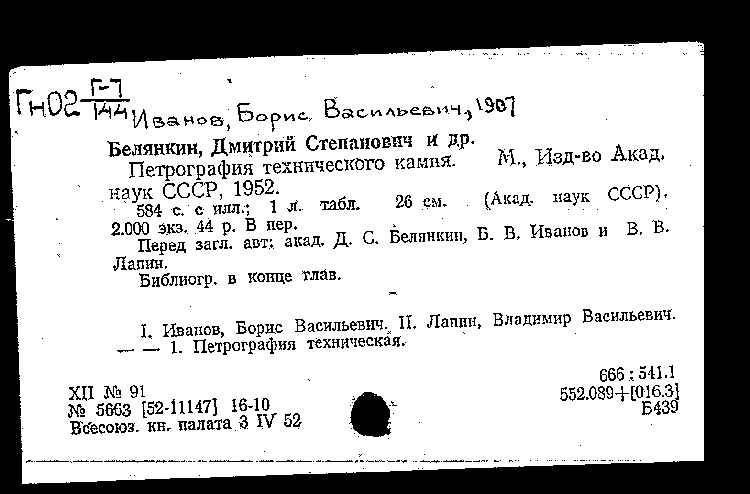 Гн02 Г-7
144
Иванов, Борис Васильевич, 1907
Белянкин, Дмитрий Степанович и др.
Петрография технического камня. М., Изд-во Акад.
наук СССР, 1952.
584 с. с илл.; 1 л. табл. 26 см. (Акад. наук СССР).
2.000 экз. 44 р. В пер.
Перед загл. авт: акад. Д. С. Белянкин, Б. В. Иванов и В. В.
Лапин.
Библиогр. в конце глав.
I. Иванов, Борис Васильевич. II. Лапин, Владимир Васильевич.
— — 1. Петрография техническая.
666 : 541.1
XII № 91
552.089+[016.3]
№ 5663 [52-11147] 16-10
Б439
Всесоюз. кн. палата 3 IV 52